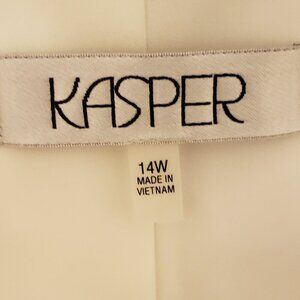 KASPER
14W
MADE IN
VIETNAM